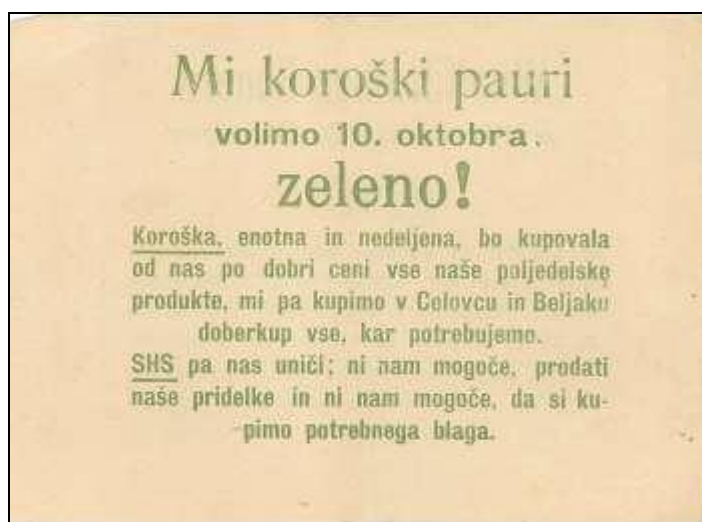 Mi koroški pauri
volimo 10. oktobra.
zeleno!
Koroška, enotna in nedeljena, bo kupovala
od nas po dobri ceni vse naše poljedelske
produkte, mi pa kupimo v Celovcu in Beljaku
doberkup vse, kar potrebujemo.
SHS pa nas uniči; ni nam mogoče, prodati
naše pridelke in ni nam mogoče, da si ku-
pimo potrebnega blaga.